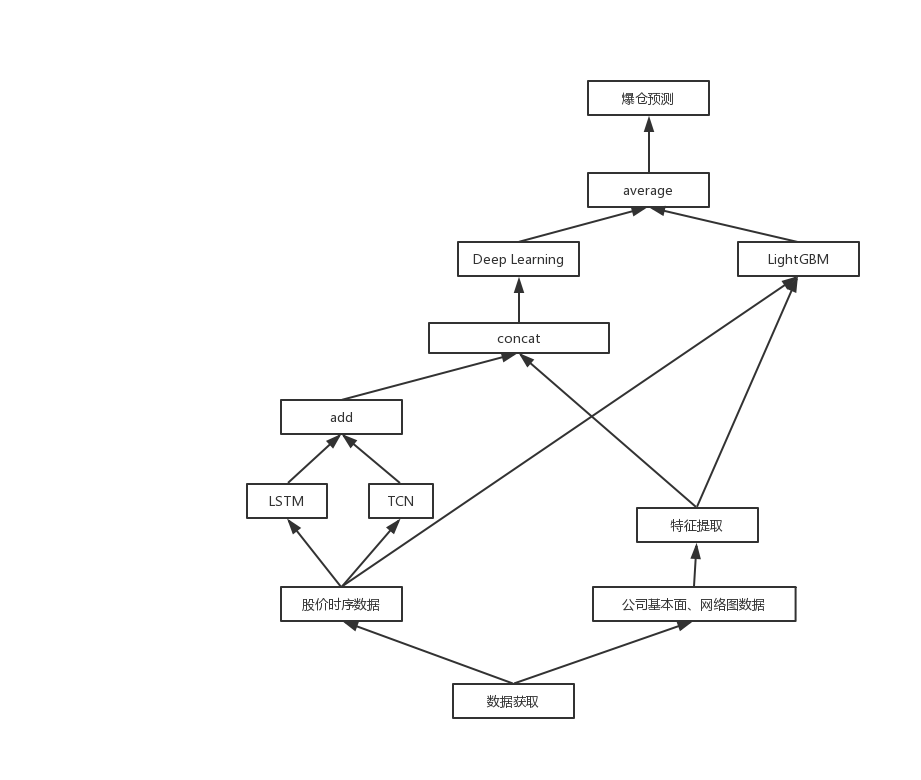 爆仓预测
average
Deep Learning
LightGBM
concat
add
LSTM
TCN
特征提取
股价时序数据
公司基本面、网络图数据
数据获取